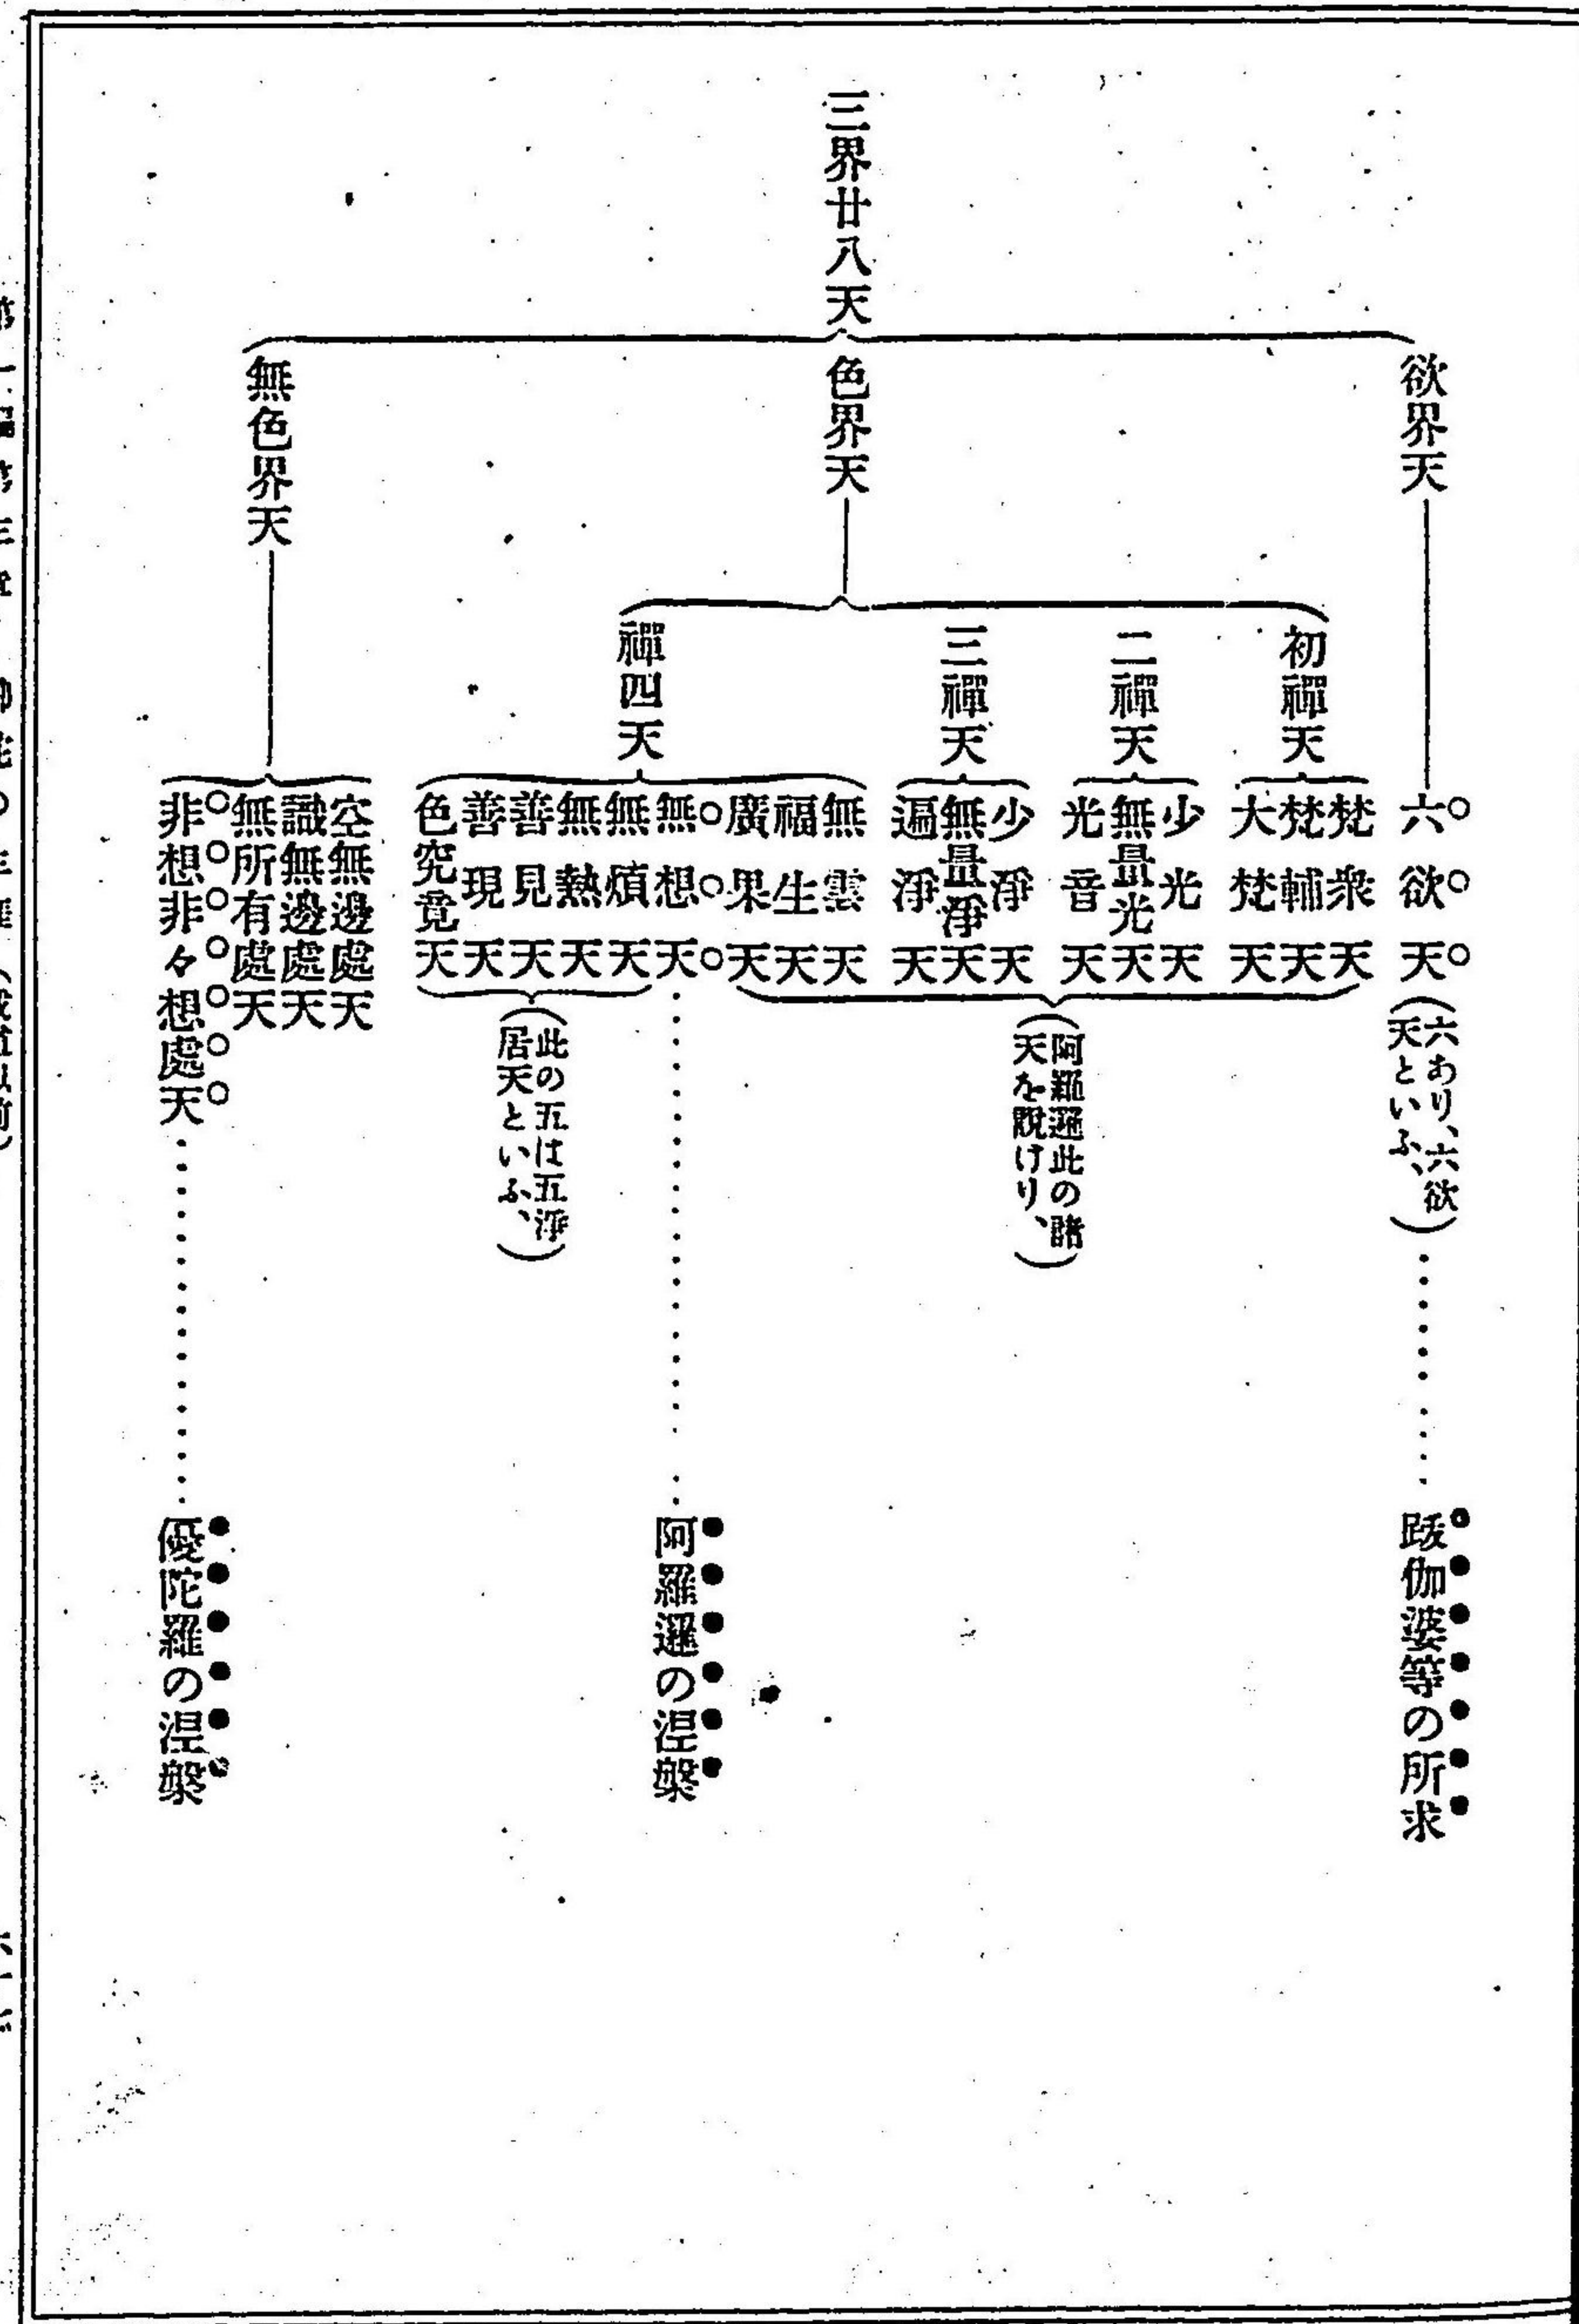 三界廿八天
欲界天
六欲天
(六あり、六欲
天といふ、)
跋伽婆等の所求
色界天
初禪天
梵衆天
梵輔天
大梵天
二禪天
少光天
無量光天
光音天
三禪天
少淨天
無量淨天
遍淨天
禪四天
無雲天
福生天
廣果天
(阿羅邏此の諸
天を說けり、)
無想天
阿羅邏の涅槃
無煩天
無熱天
善見天
善現天
色究竟天
(此の五は五淨
居天といふ、)
無色界天
空無邊處天
識無邊處天
無所有處天
非想非々想處天
優陀羅の涅槃